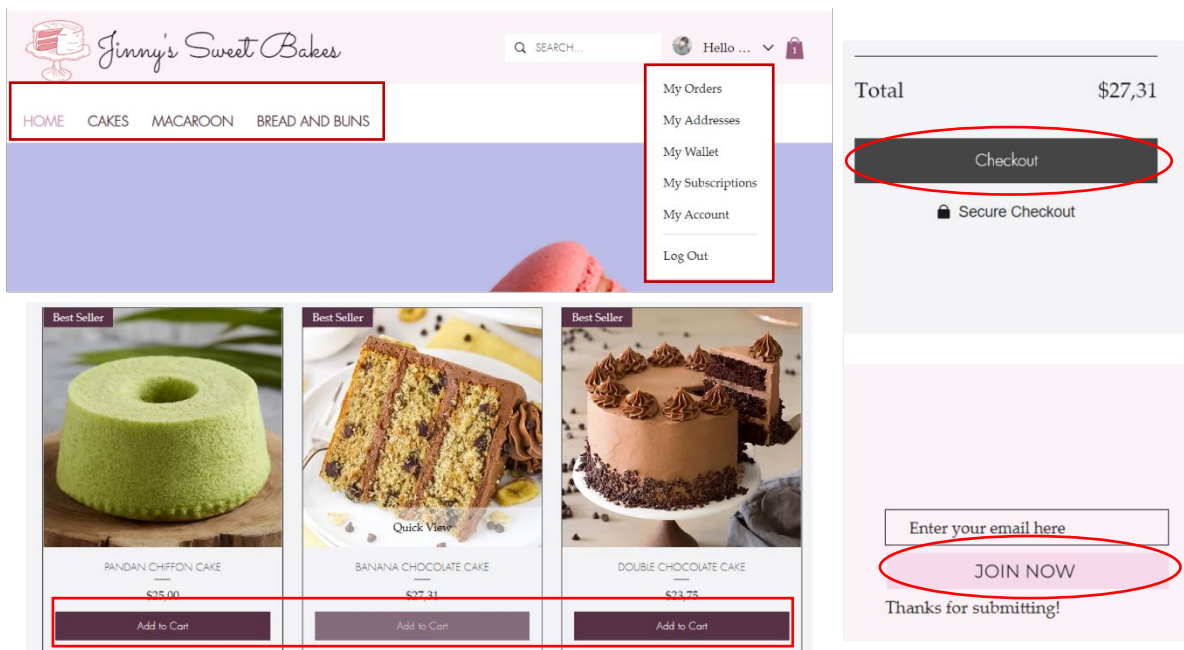 Jinny's Sweet Bakes
SEARCH...
Hello ...
1
HOME CAKES MACAROON BREAD AND BUNS
My Orders
My Addresses
My Wallet
My Subscriptions
My Account
Log Out
Best Seller
Best Seller
Best Seller
Quick View
PANDAN CHIFFON CAKE
BANANA CHOCOLATE CAKE
DOUBLE CHOCOLATE CAKE
$25,00
$27,31
$23,75
Add to Cart
Add to Cart
Add to Cart
Total $27,31
Checkout
Secure Checkout
Enter your email here
JOIN NOW
Thanks for submitting!